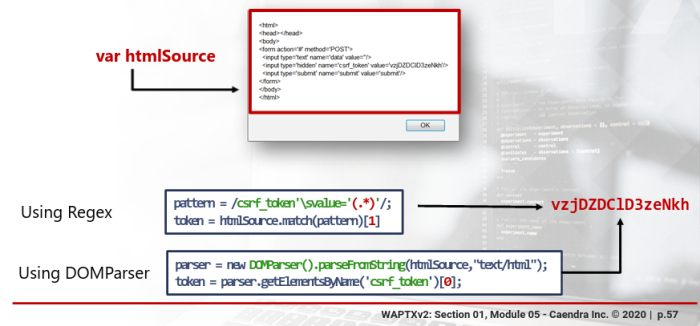 <html>
<head></head>
<body>
<form action='#' method='POST'>
<input type='text' name='data' value=''/>
<input type='hidden' name='csrf_token' value='vzjDZDClD3zeNkh'/>
<input type='submit' name='submit' value='submit'/>
</form>
</body>
</html>
var htmlSource
OK
Using Regex
pattern = /csrf_token'\svalue='(.*)'/;
token = htmlSource.match(pattern)[1]
vzjDZDClD3zeNkh
Using DOMParser
parser = new DOMParser().parseFromString(htmlSource,"text/html");
token = parser.getElementsByName('csrf_token')[0];
WAPTXv2: Section 01, Module 05 - Caendra Inc. © 2020 | p.57